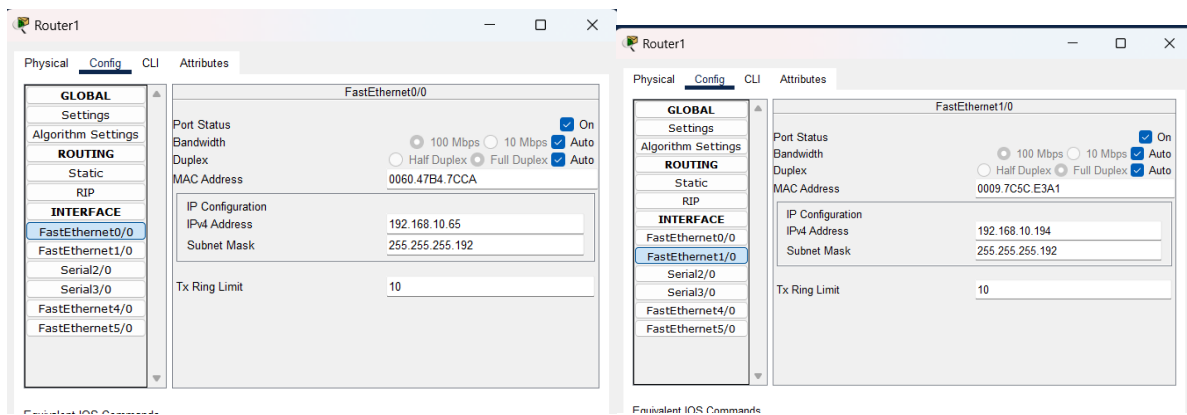 Router1
Physical Config CLI Attributes
GLOBAL
Settings
Algorithm Settings
ROUTING
Static
RIP
INTERFACE
FastEthernet0/0
FastEthernet1/0
Serial2/0
Serial3/0
FastEthernet4/0
FastEthernet5/0
FastEthernet0/0
Port Status On
Bandwidth 100 Mbps 10 Mbps Auto
Duplex Half Duplex Full Duplex Auto
MAC Address 0060.47B4.7CCA
IP Configuration
IPv4 Address 192.168.10.65
Subnet Mask 255.255.255.192
Tx Ring Limit 10
Equivalent IOS Commands
Router1
Physical Config CLI Attributes
GLOBAL
Settings
Algorithm Settings
ROUTING
Static
RIP
INTERFACE
FastEthernet0/0
FastEthernet1/0
Serial2/0
Serial3/0
FastEthernet4/0
FastEthernet5/0
FastEthernet1/0
Port Status On
Bandwidth 100 Mbps 10 Mbps Auto
Duplex Half Duplex Full Duplex Auto
MAC Address 0009.7C5C.E3A1
IP Configuration
IPv4 Address 192.168.10.194
Subnet Mask 255.255.255.192
Tx Ring Limit 10
Equivalent IOS Commands